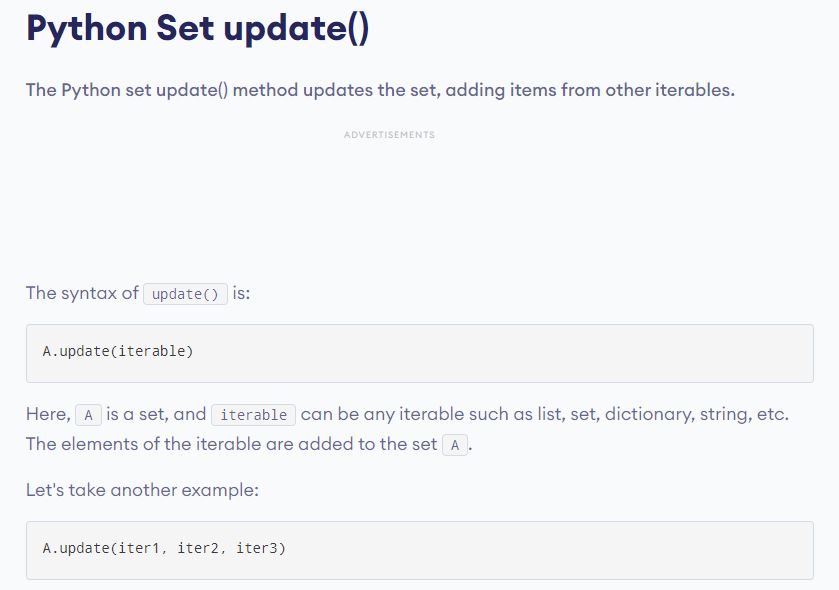 Python Set update()
The Python set update() method updates the set, adding items from other iterables.
ADVERTISEMENTS
The syntax of update() is:
A.update(iterable)
Here, A is a set, and iterable can be any iterable such as list, set, dictionary, string, etc.
The elements of the iterable are added to the set A.
Let's take another example:
A.update(iter1, iter2, iter3)